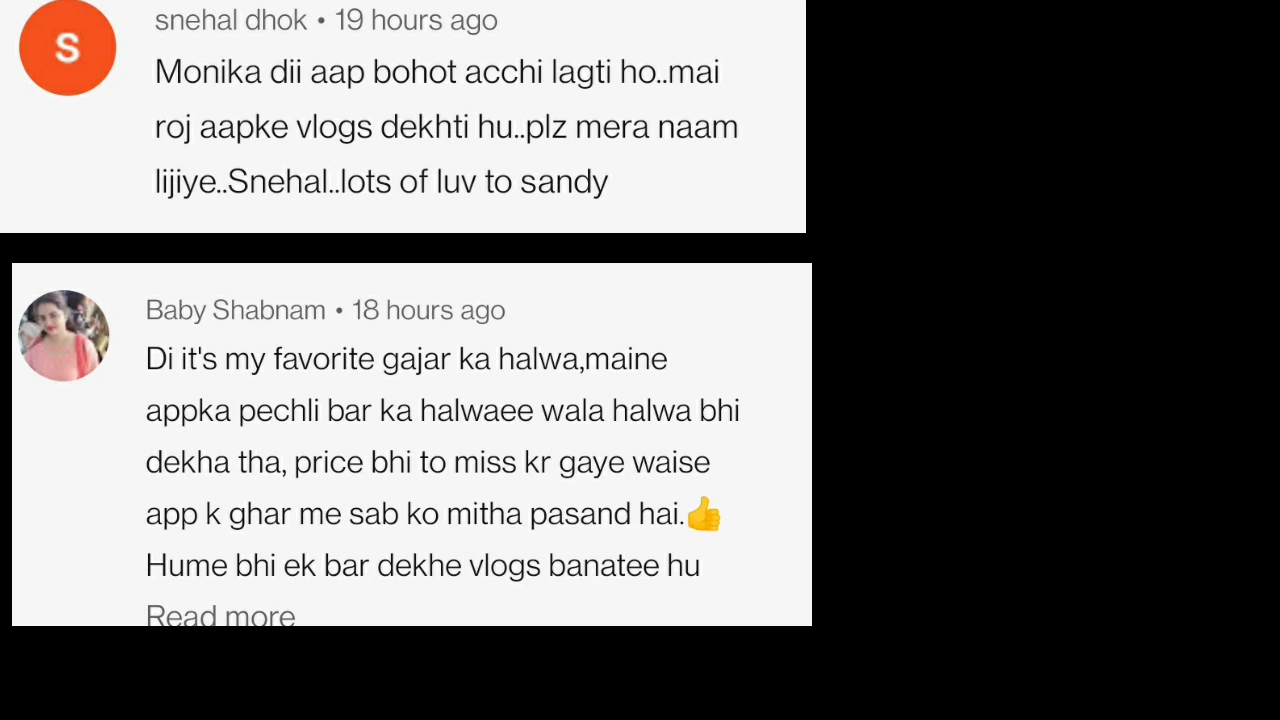 S
snehal dhok • 19 hours ago
Monika dii aap bohot acchi lagti ho..mai
roj aapke vlogs dekhti hu..plz mera naam
lijiye..Snehal..lots of luv to sandy
Baby Shabnam • 18 hours ago
Di it's my favorite gajar ka halwa,maine
appka pechli bar ka halwaee wala halwa bhi
dekha tha, price bhi to miss kr gaye waise
app k ghar me sab ko mitha pasand hai.👍
Hume bhi ek bar dekhe vlogs banatee hu
Read more